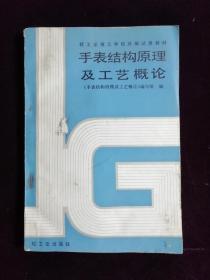 轻工业技工学校手表试用教材
手表结构原理
及工艺概论
《手表结构原理及工艺概论》编写组 编
轻工业出版社